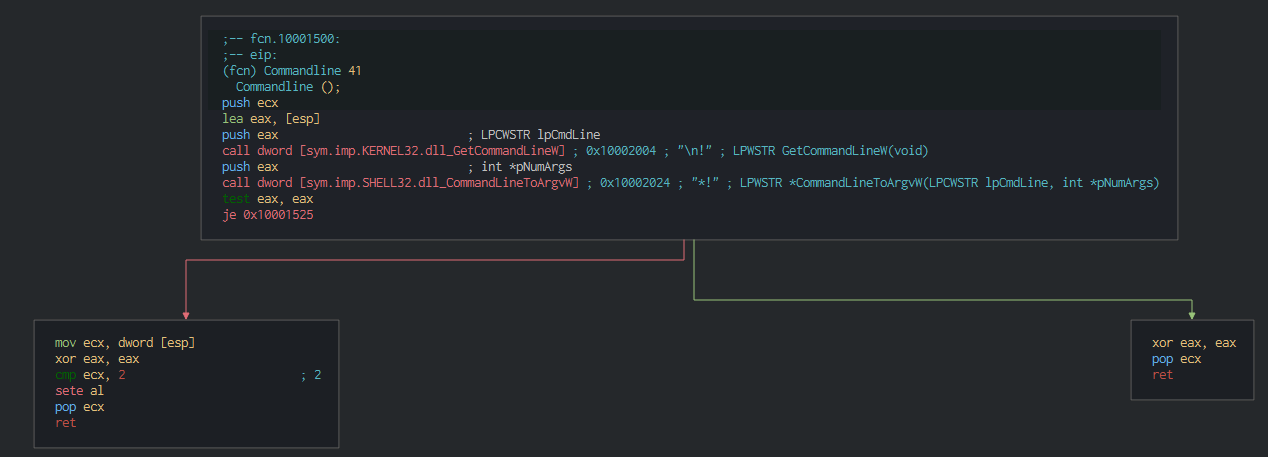 ;-- fcn.10001500:
;-- eip:
(fcn) Commandline 41
Commandline ();
push ecx
lea eax, [esp]
push eax ; LPCWSTR lpCmdLine
call dword [sym.imp.KERNEL32.dll_GetCommandLineW] ; 0x10002004 ; "\n!" ; LPWSTR GetCommandLineW(void)
push eax ; int *pNumArgs
call dword [sym.imp.SHELL32.dll_CommandLineToArgvW] ; 0x10002024 ; "*!" ; LPWSTR *CommandLineToArgvW(LPCWSTR lpCmdLine, int *pNumArgs)
test eax, eax
je 0x10001525
mov ecx, dword [esp]
xor eax, eax
cmp ecx, 2 ; 2
sete al
pop ecx
ret
xor eax, eax
pop ecx
ret